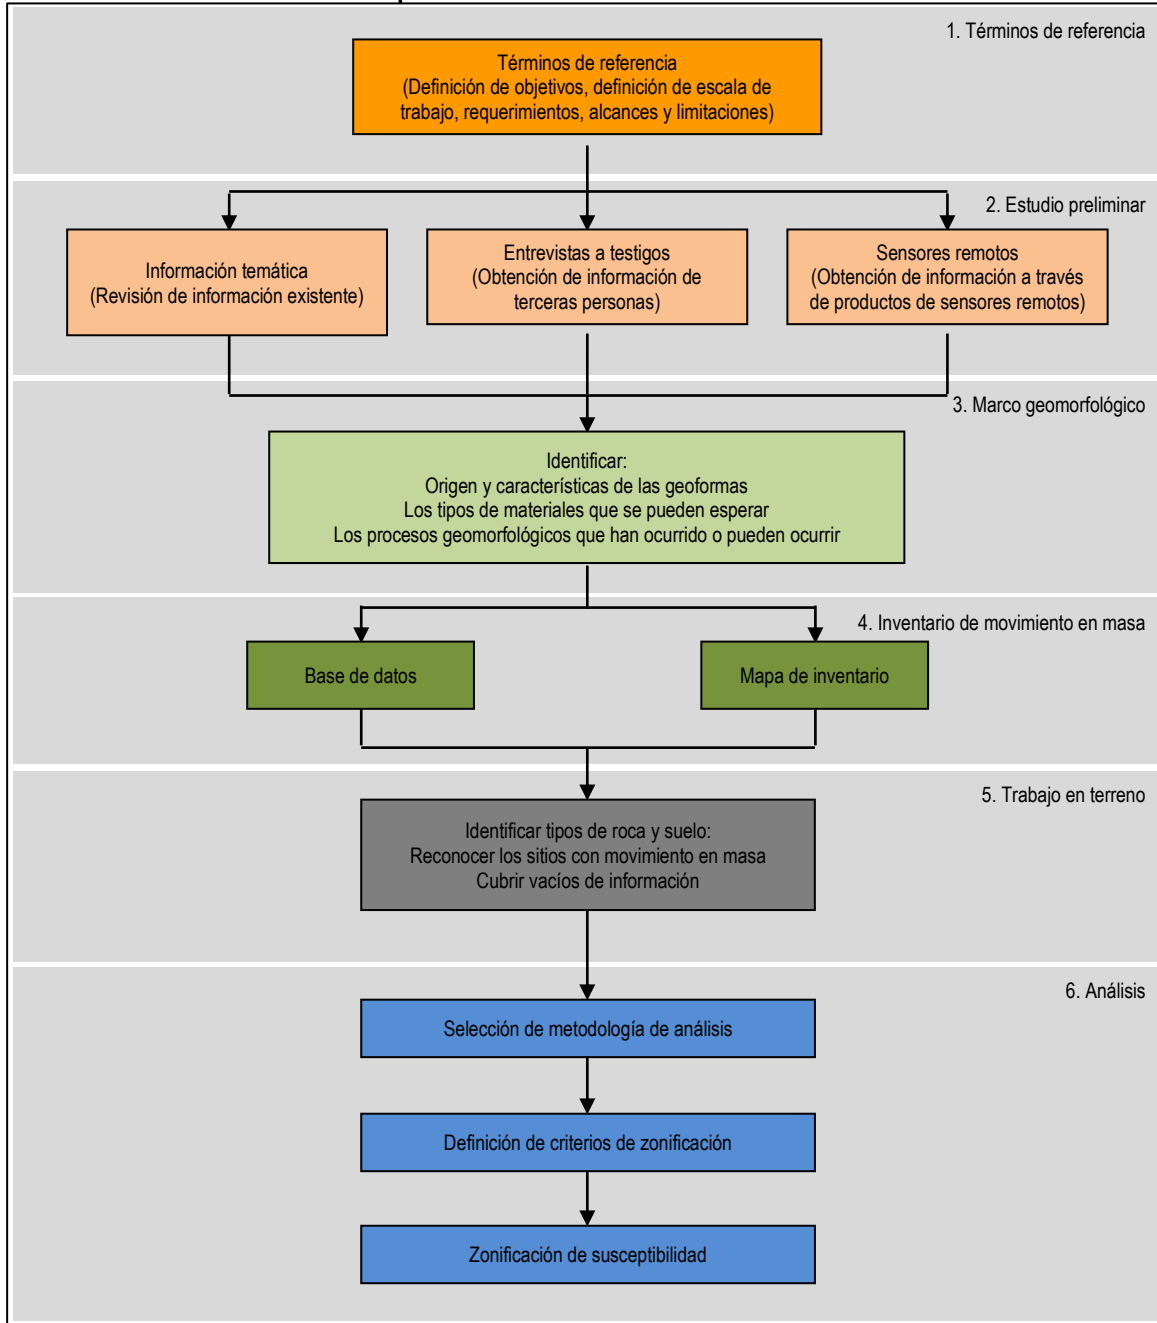 1. Términos de referencia
Términos de referencia
(Definición de objetivos, definición de escala de
trabajo, requerimientos, alcances y limitaciones)
2. Estudio preliminar
Información temática
(Revisión de información existente)
Entrevistas a testigos
(Obtención de información de
terceras personas)
Sensores remotos
(Obtención de información a través
de productos de sensores remotos)
3. Marco geomorfológico
Identificar:
Origen y características de las geoformas
Los tipos de materiales que se pueden esperar
Los procesos geomorfológicos que han ocurrido o pueden ocurrir
4. Inventario de movimiento en masa
Base de datos
Mapa de inventario
5. Trabajo en terreno
Identificar tipos de roca y suelo:
Reconocer los sitios con movimiento en masa
Cubrir vacíos de información
6. Análisis
Selección de metodología de análisis
Definición de criterios de zonificación
Zonificación de susceptibilidad